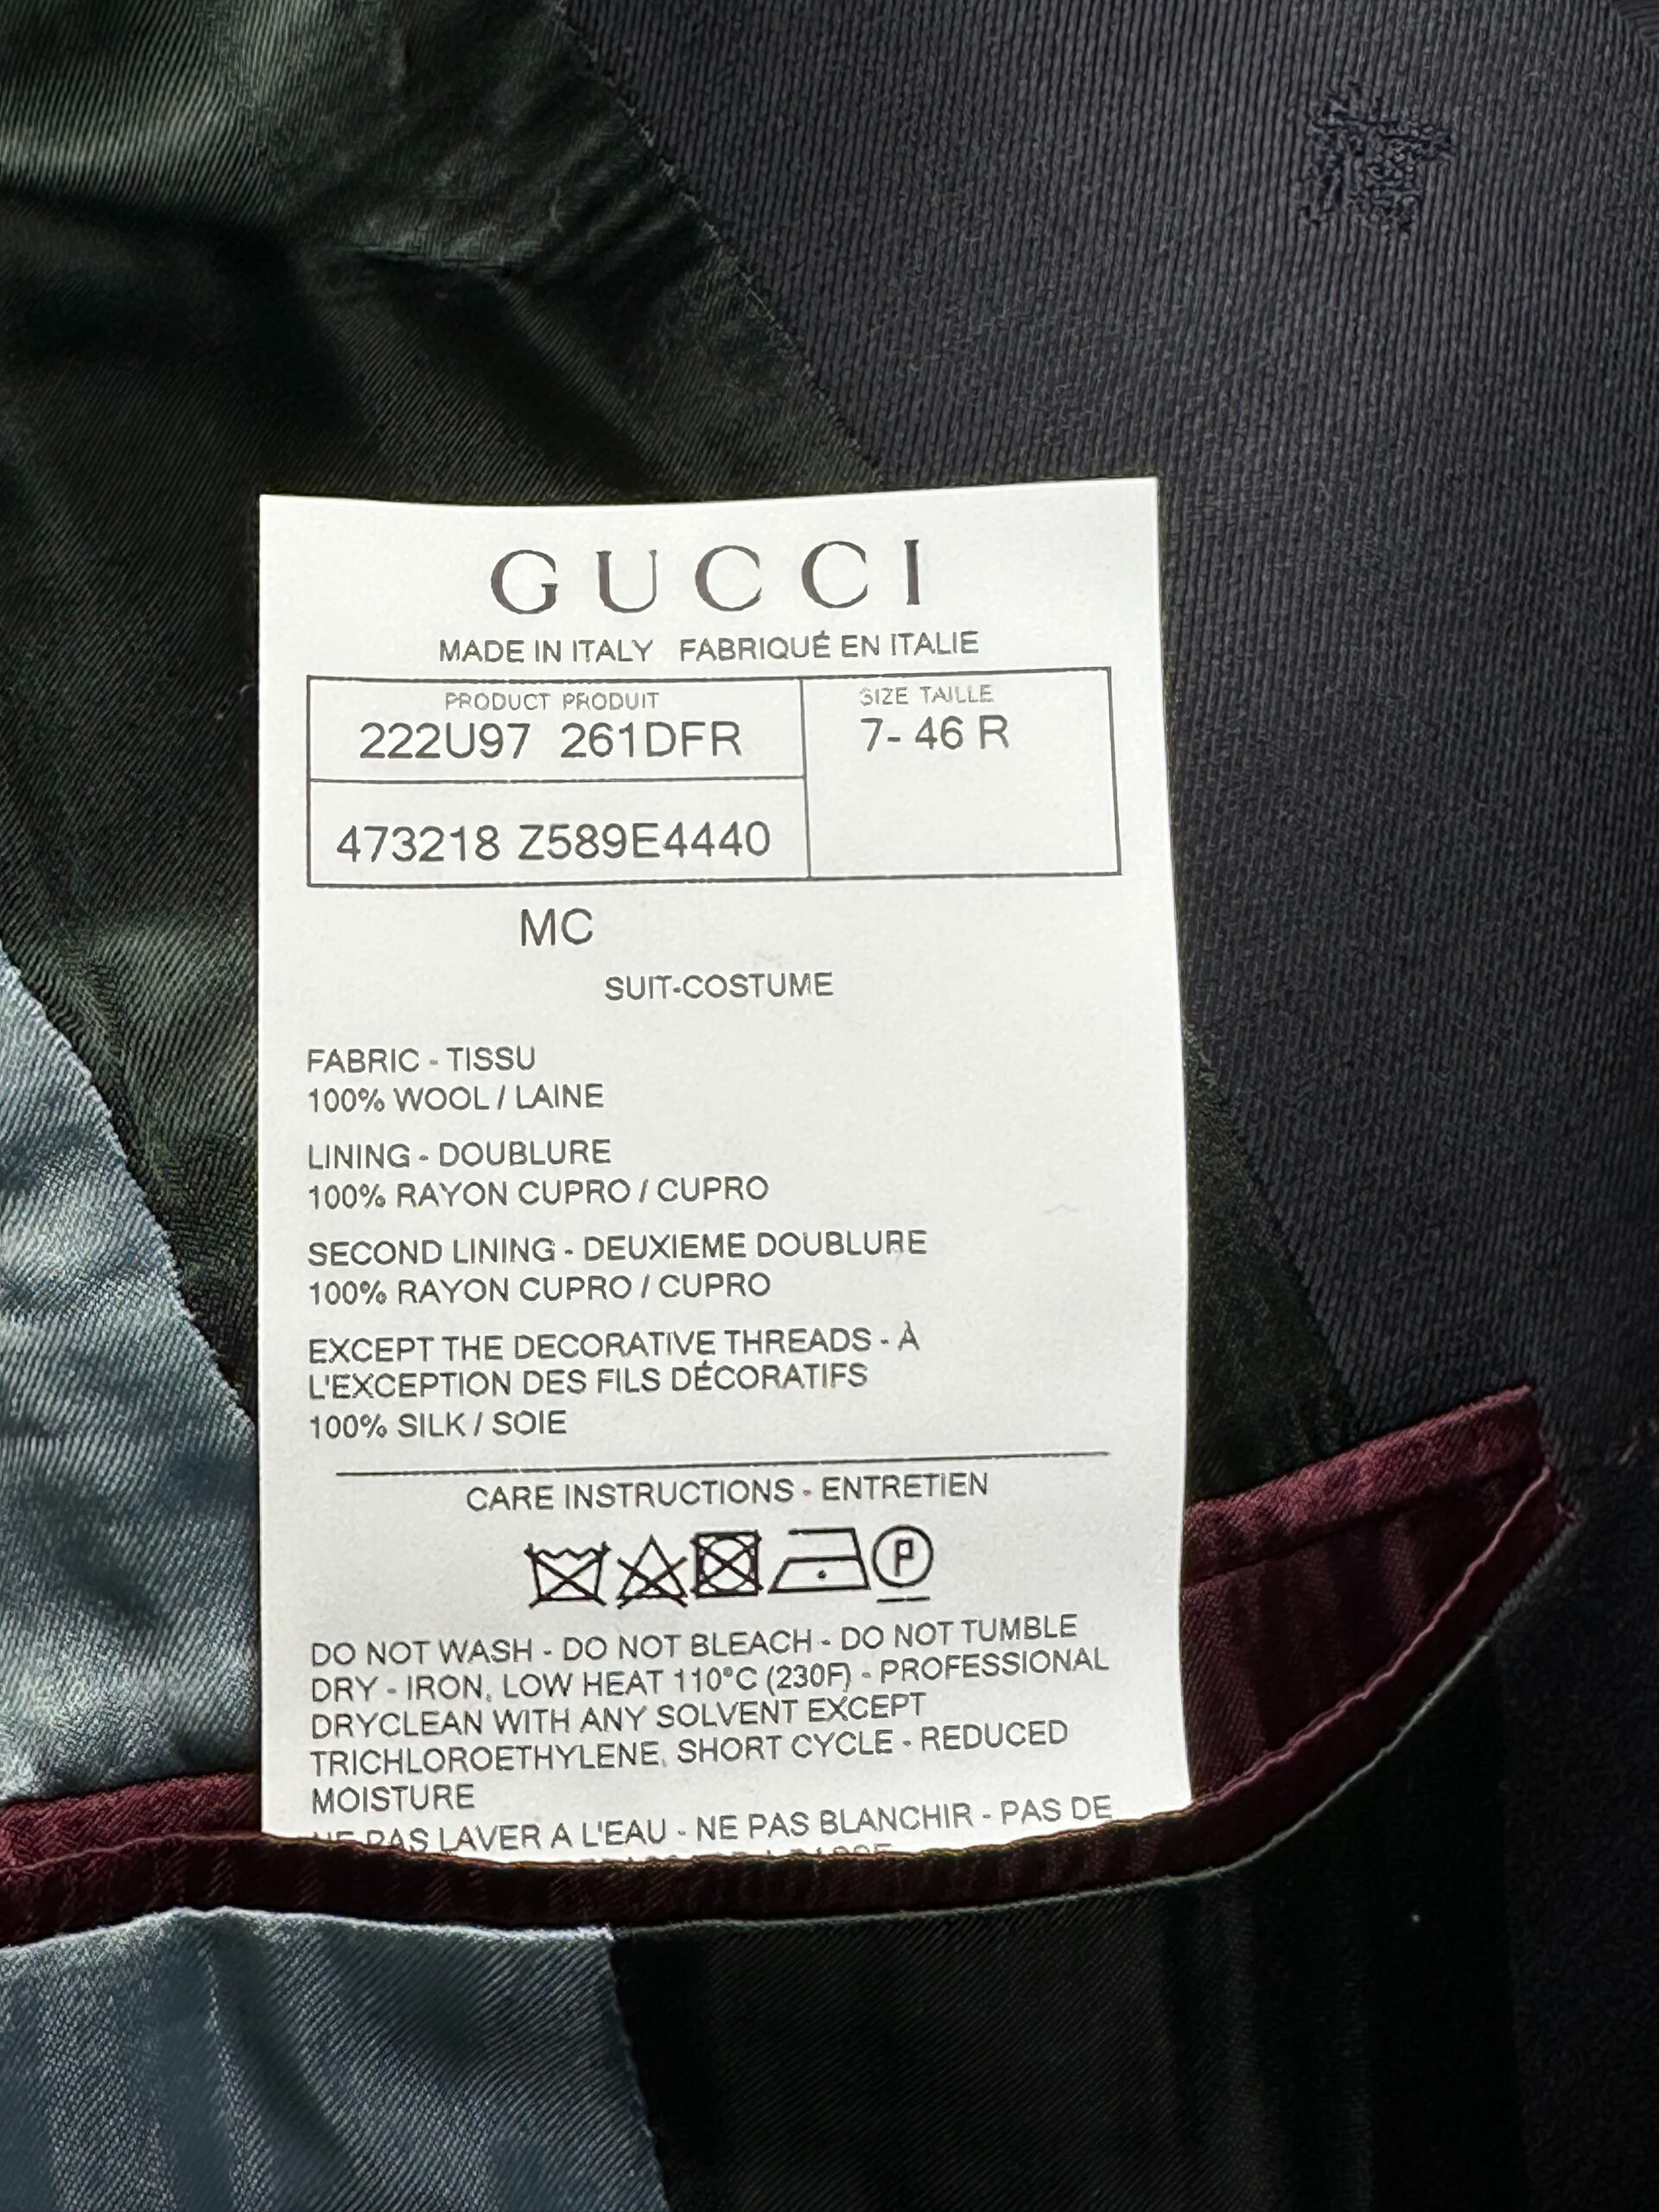 GUCCI
MADE IN ITALY FABRIQUÉ EN ITALIE
PRODUCT PRODUIT
222U97 261DFR
SIZE TAILLE
7- 46 R
473218 Z589E4440
MC
SUIT-COSTUME
FABRIC - TISSU
100% WOOL / LAINE
LINING - DOUBLURE
100% RAYON CUPRO / CUPRO
SECOND LINING - DEUXIEME DOUBLURE
100% RAYON CUPRO / CUPRO
EXCEPT THE DECORATIVE THREADS - À
L'EXCEPTION DES FILS DÉCORATIFS
100% SILK / SOIE
CARE INSTRUCTIONS - ENTRETIEN
P
DO NOT WASH - DO NOT BLEACH - DO NOT TUMBLE
DRY - IRON, LOW HEAT 110°C (230F) - PROFESSIONAL
DRYCLEAN WITH ANY SOLVENT EXCEPT
TRICHLOROETHYLENE, SHORT CYCLE - REDUCED
MOISTURE
NE PAS LAVER A L'EAU - NE PAS BLANCHIR - PAS DE